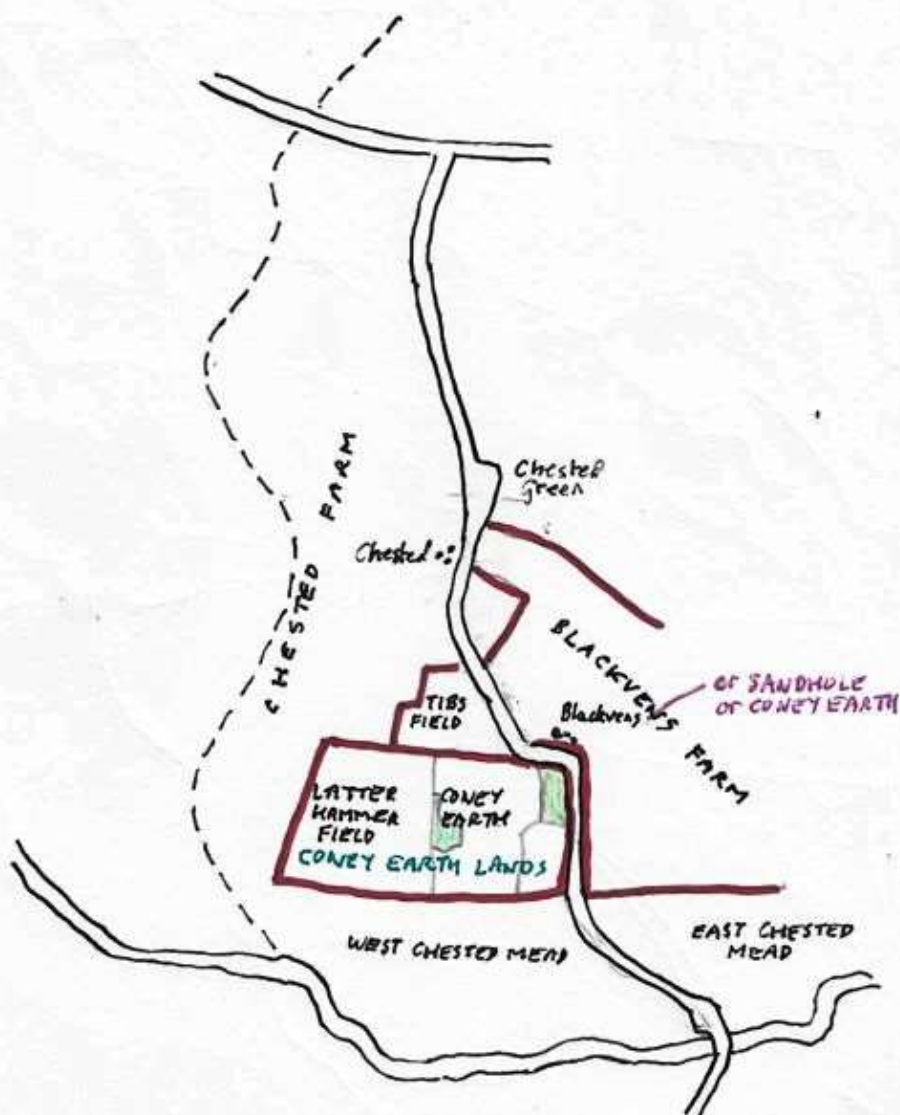 Chested
Green
Chested
CHESTED FARM
BLACKVENS FARM
or SANDHOLE
or CONEY EARTH
Blackvens
TIBS
FIELD
LATTER
HAMMER
FIELD
CONEY
EARTH
CONEY EARTH LANDS
WEST CHESTED MEAD
EAST CHESTED
MEAD